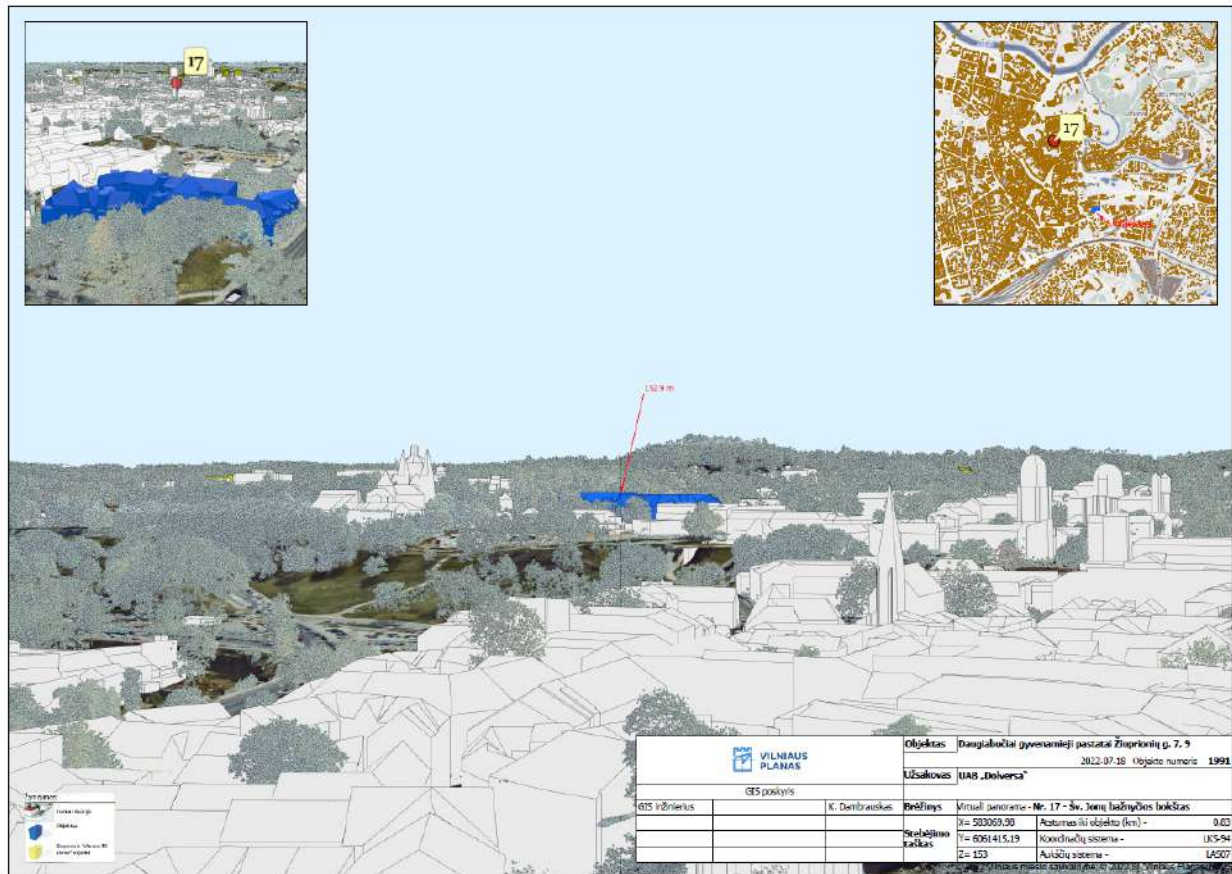 17
17
152.9 m
VILNIAUS
PLANAS
GIS poskyris
GIS inžinierius K. Dambrauskas
Objektas Daugiabučiai gyvenamieji pastatai Žiuprionių g. 7, 9
2022-07-18 Objekto numeris 1991
Užsakovas UAB „Dolversa“
Brėžinys Virtuali panorama - Nr. 17 - Šv. Jonų bažnyčios bokštas
Stebėjimo taškas
X= 583069,98 Atstumas iki objekto (km) - 0.83
Y= 6061415,19 Koordinačių sistema - LKS-94
Z= 153 Aukščių sistema - LAS07
Objektas